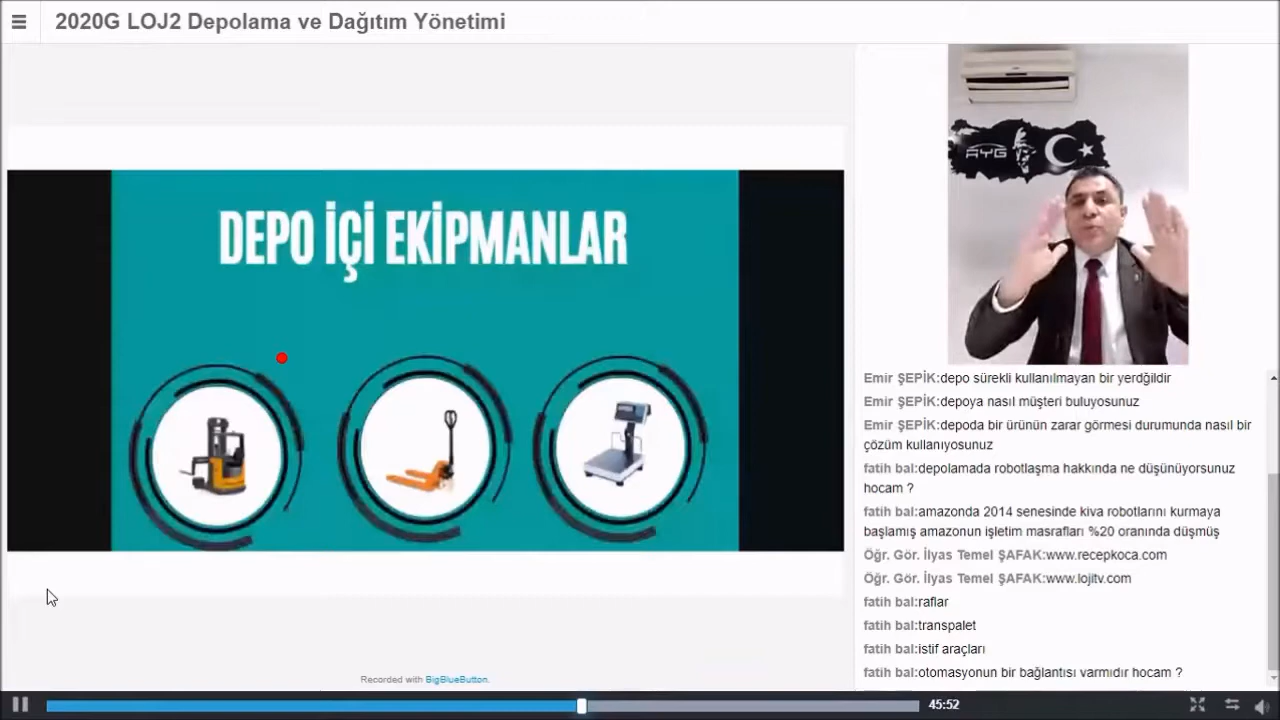 2020G LOJ2 Depolama ve Dağıtım Yönetimi
DEPO İÇİ EKİPMANLAR
AYG
Emir ŞEPİK:depo sürekli kullanılmayan bir yerdğildir
Emir ŞEPİK:depoya nasıl müşteri buluyosunuz
Emir ŞEPİK:depoda bir ürünün zarar görmesi durumunda nasıl bir
çözüm kullanıyosunuz
fatih bal:depolamada robotlaşma hakkında ne düşünüyorsunuz
hocam ?
fatih bal:amazonda 2014 senesinde kiva robotlarını kurmaya
başlamış amazonun işletim masrafları %20 oranında düşmüş
Öğr. Gör. İlyas Temel ŞAFAK:www.recepkoca.com
Öğr. Gör. İlyas Temel ŞAFAK:www.lojitv.com
fatih bal:raflar
fatih bal:transpalet
fatih bal:istif araçları
fatih bal:otomasyonun bir bağlantısı varmıdır hocam ?
Recorded with BigBlueButton.
45:52